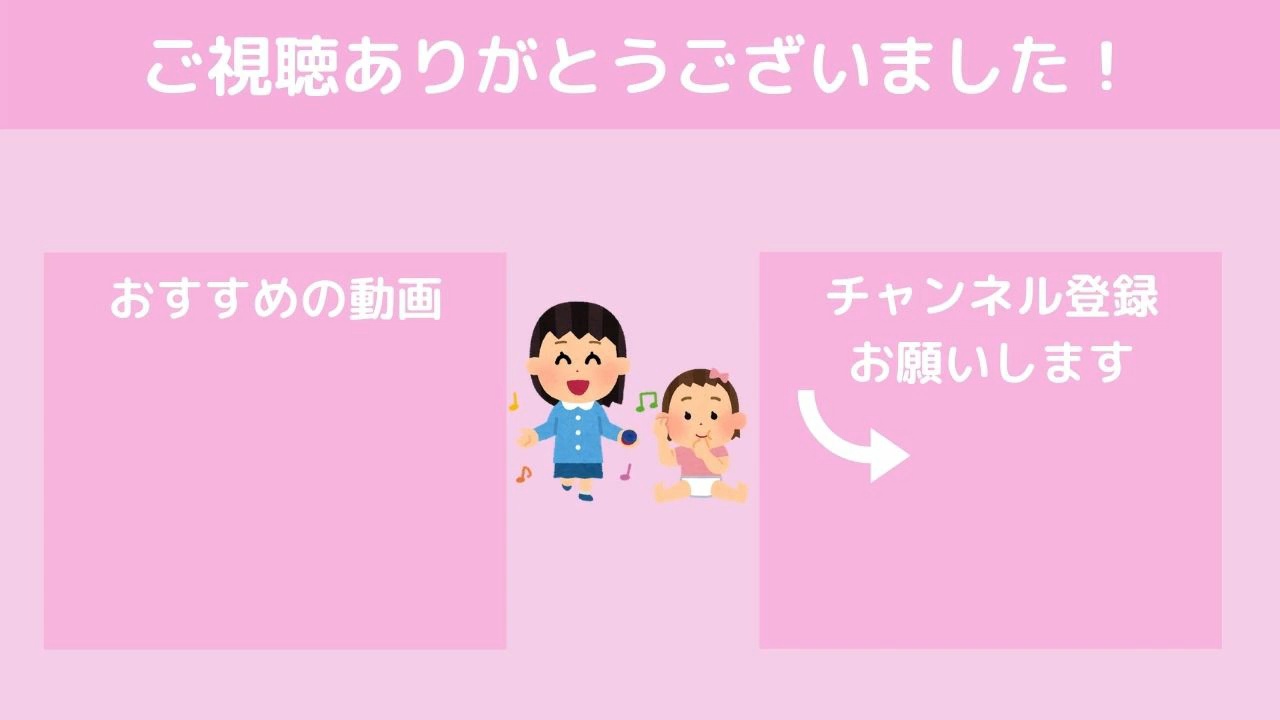 ご視聴ありがとうございました！
おすすめの動画
チャンネル登録
お願いします